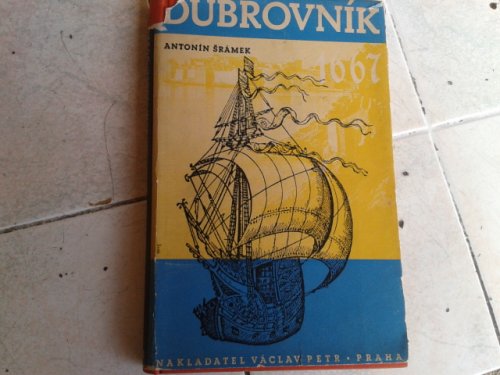 DUBROVNÍK
ANTONÍN ŠRÁMEK
1667
NAKLADATEL VÁCLAV PETR • PRAHA